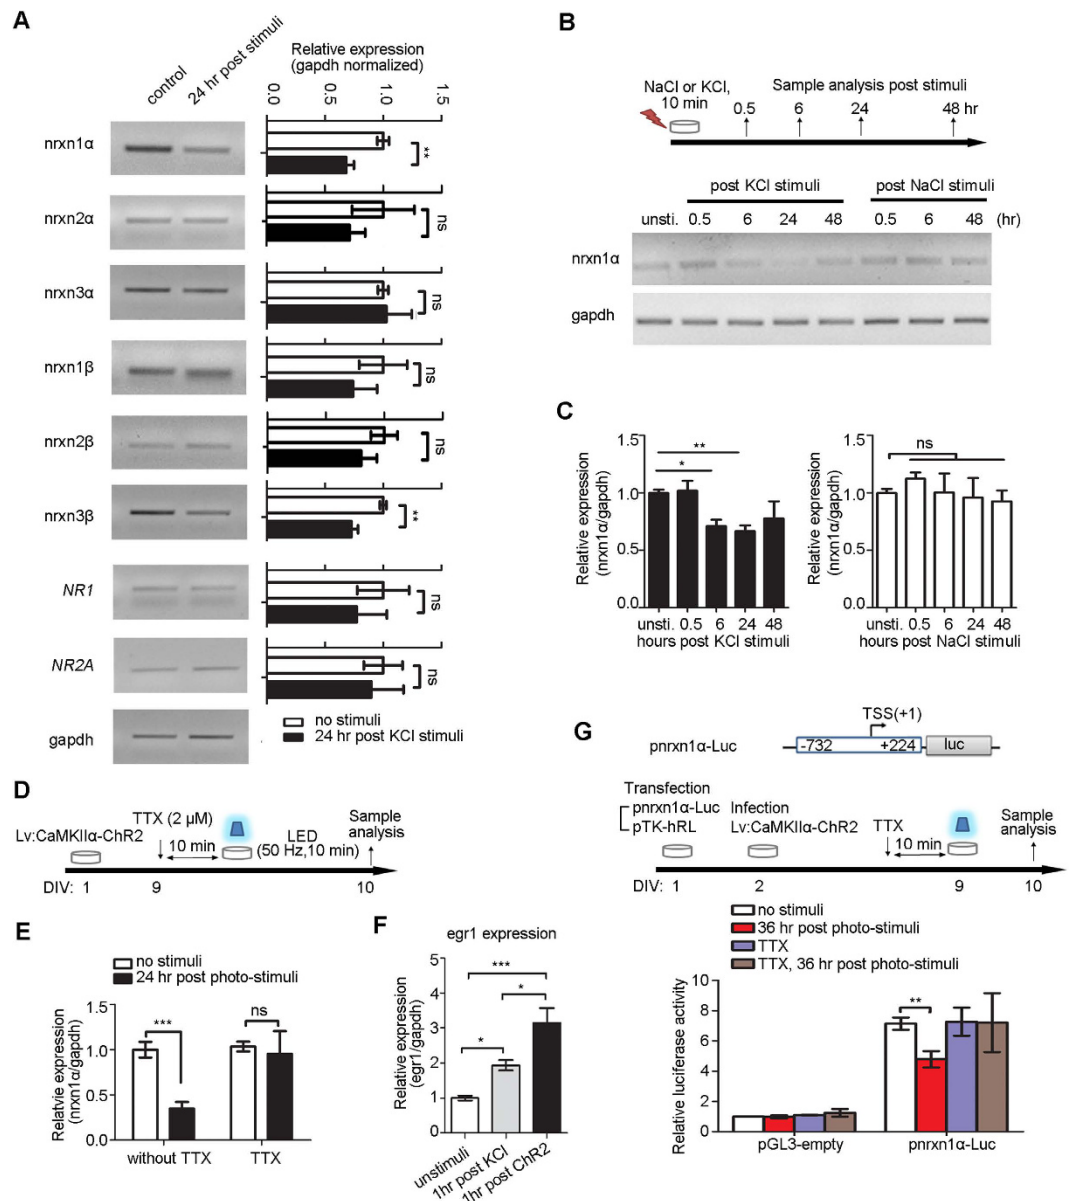 A
control
24 hr post stimuli
Relative expression
(gapdh normalized)
0.0
0.5
1.0
1.5
nrxn1α
**
nrxn2α
ns
nrxn3α
ns
nrxn1β
ns
nrxn2β
ns
nrxn3β
**
NR1
ns
NR2A
ns
gapdh
no stimuli
24 hr post KCl stimuli
B
NaCl or KCl,
10 min
Sample analysis post stimuli
0.5 6 24 48 hr
post KCl stimuli post NaCl stimuli
unsti. 0.5 6 24 48 0.5 6 48 (hr)
nrxn1α
gapdh
C
Relative expression
(nrxn1α/gapdh)
1.5
1.0
0.5
0.0
**
*
unsti. 0.5 6 24 48
hours post KCl stimuli
Relative expression
(nrxn1α/gapdh)
1.5
1.0
0.5
0.0
ns
unsti. 0.5 6 24 48
hours post NaCl stimuli
D
Lv:CaMKIIα-ChR2
TTX (2 μM)
10 min
LED
(50 Hz,10 min)
Sample
analysis
DIV: 1 9 10
E
no stimuli
24 hr post photo-stimuli
Relatvie expression
(nrxn1α/gapdh)
1.5
1.0
0.5
0.0
***
ns
without TTX TTX
F
egr1 expression
Relative expression
(egr1/gapdh)
5
4
3
2
1
0
***
*
*
unstimuli
1hr post KCl
1hr post ChR2
G
pnrxn1α-Luc
TSS(+1)
-732 +224 luc
Transfection
pnrxn1α-Luc
pTK-hRL
Infection
Lv:CaMKIIα-ChR2
TTX
10 min
Sample
analysis
DIV: 1 2 9 10
no stimuli
36 hr post photo-stimuli
TTX
TTX, 36 hr post photo-stimuli
Relative luciferase activity
10
8
6
4
2
0
**
pGL3-empty pnrxn1α-Luc